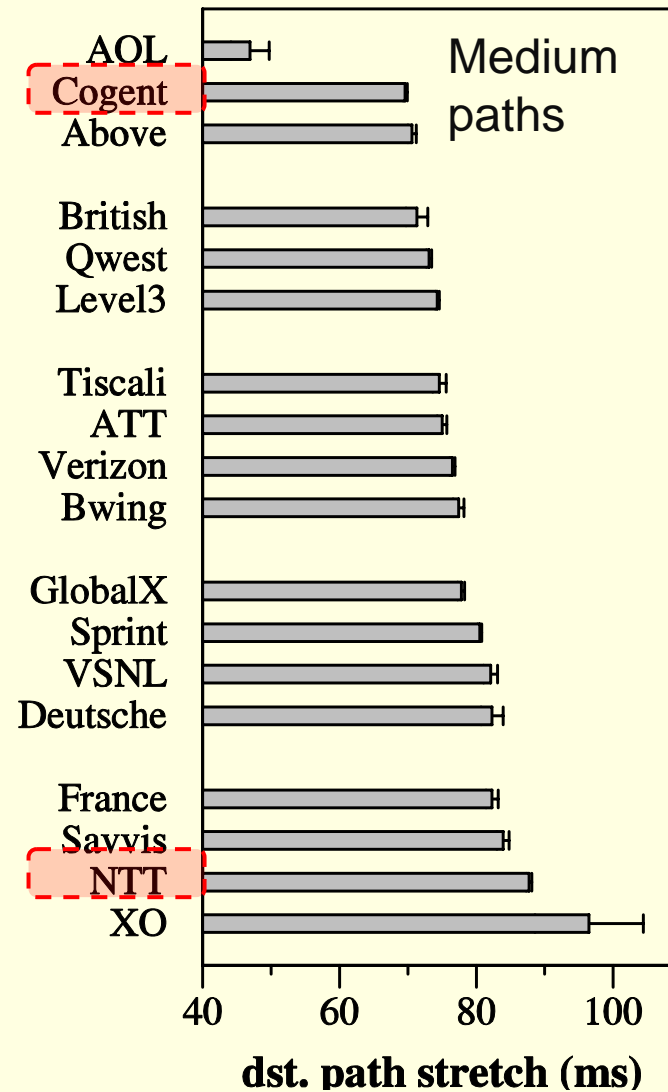 Medium
paths
AOL
Cogent
Above
British
Qwest
Level3
Tiscali
ATT
Verizon
Bwing
GlobalX
Sprint
VSNL
Deutsche
France
Savvis
NTT
XO
40 60 80 100
dst. path stretch (ms)